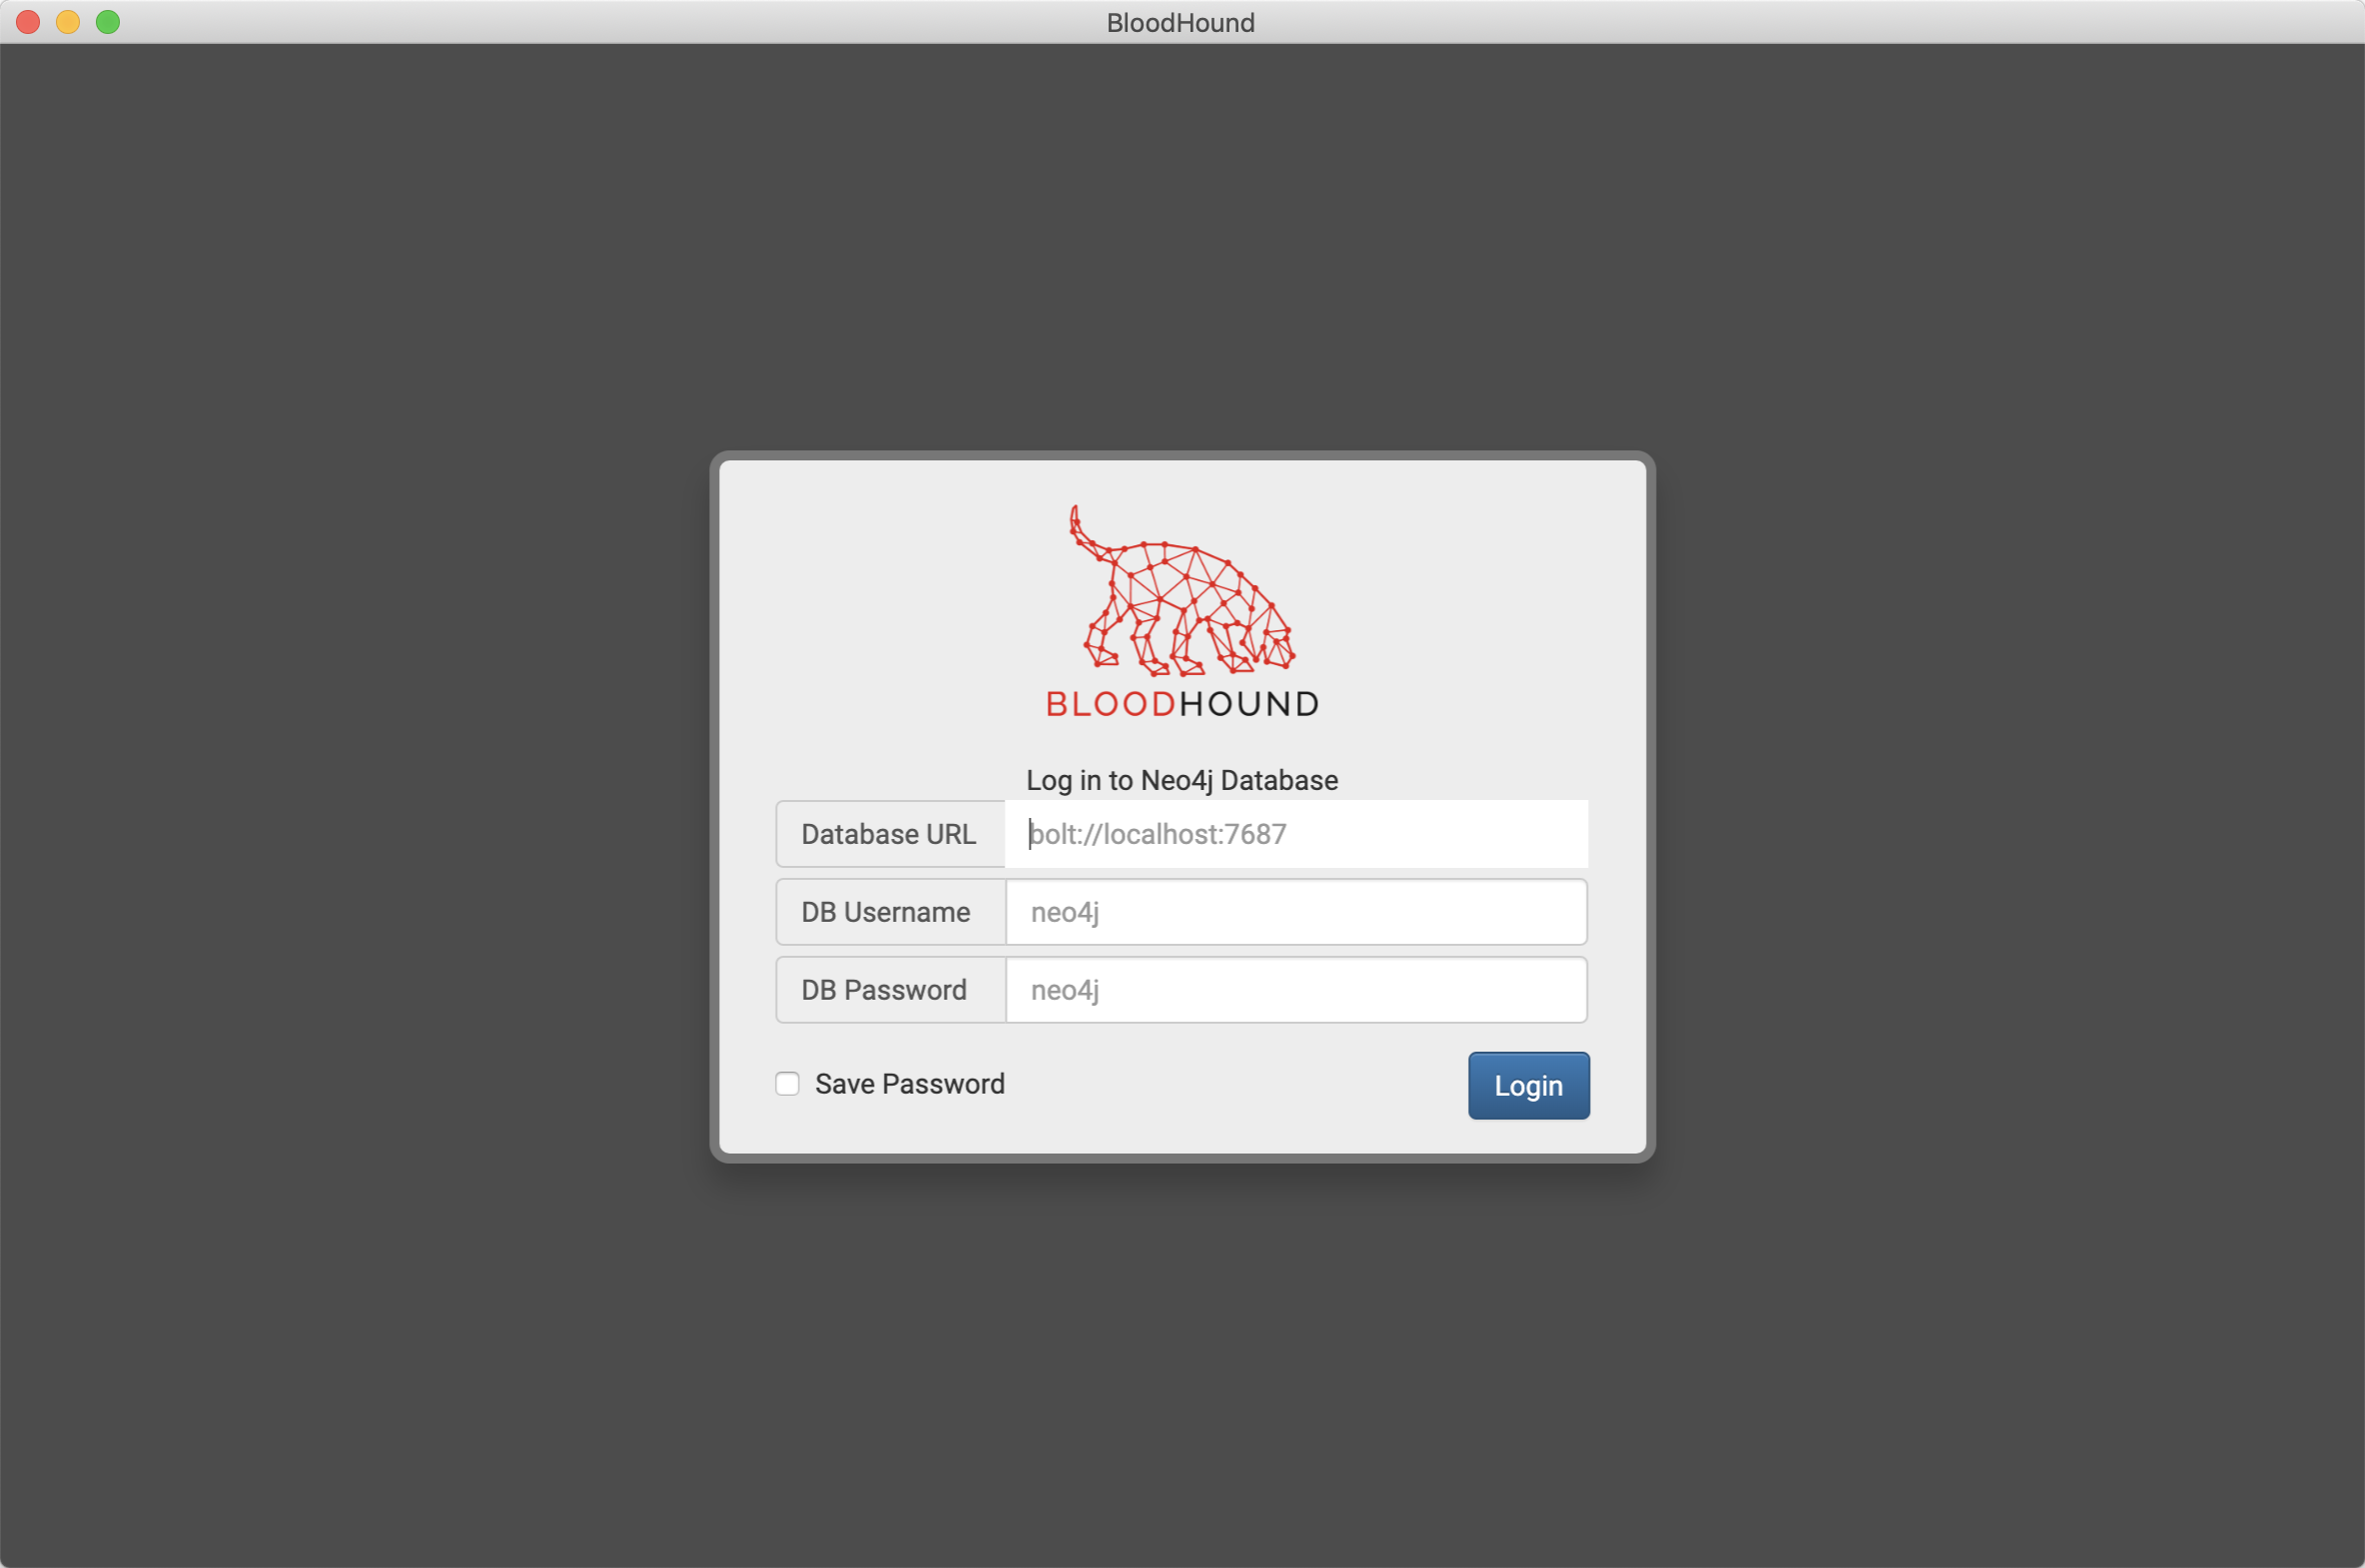 BloodHound
BLOODHOUND
Log in to Neo4j Database
Database URL bolt://localhost:7687
DB Username neo4j
DB Password neo4j
Save Password Login